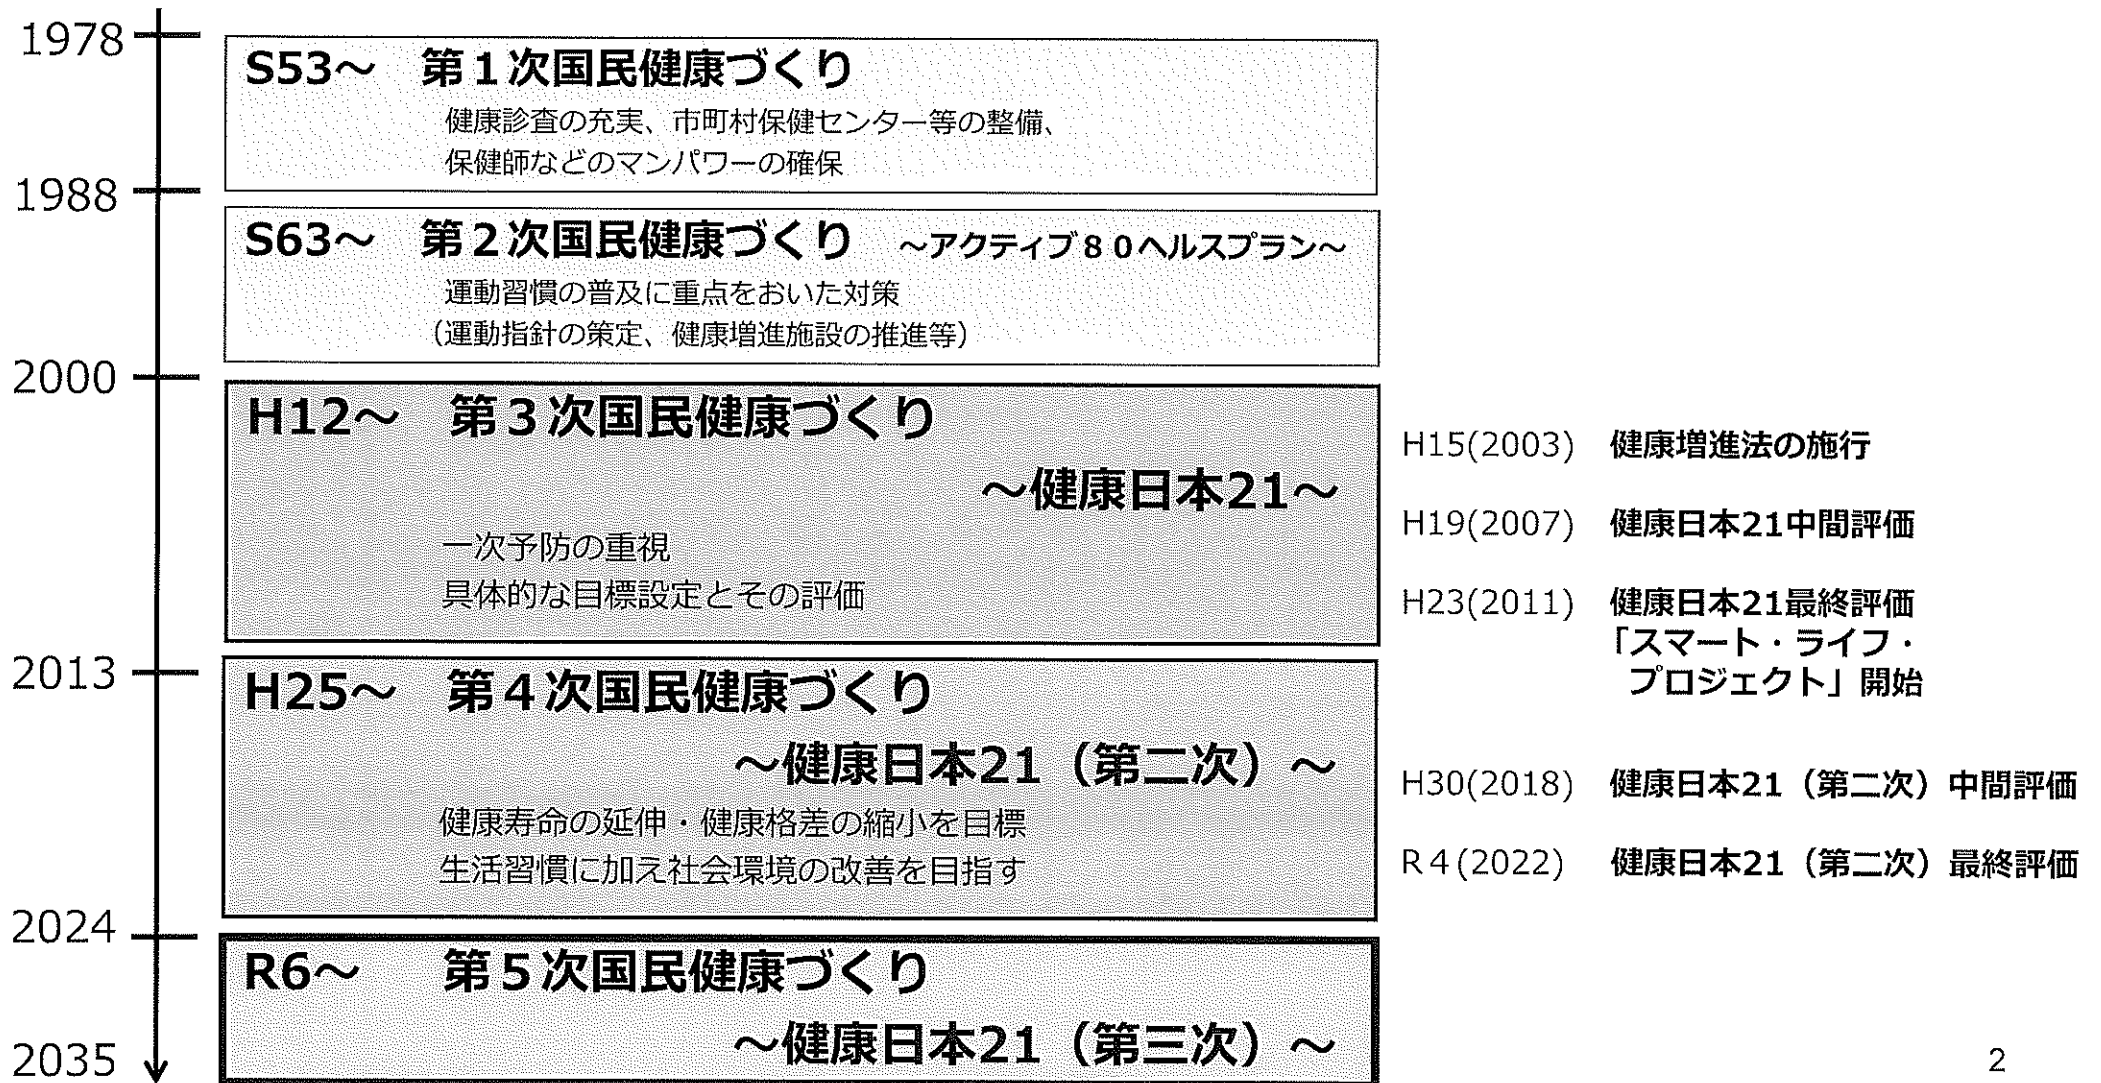 1978
S53～ 第１次国民健康づくり
健康診査の充実、市町村保健センター等の整備、
保健師などのマンパワーの確保
1988
S63～ 第２次国民健康づくり ～アクティブ８０ヘルスプラン～
運動習慣の普及に重点をおいた対策
（運動指針の策定、健康増進施設の推進等）
2000
H12～ 第３次国民健康づくり
～健康日本21～
一次予防の重視
具体的な目標設定とその評価
H15(2003) 健康増進法の施行
H19(2007) 健康日本21中間評価
H23(2011) 健康日本21最終評価
「スマート・ライフ・
プロジェクト」開始
2013
H25～ 第４次国民健康づくり
～健康日本21（第二次）～
健康寿命の延伸・健康格差の縮小を目標
生活習慣に加え社会環境の改善を目指す
H30(2018) 健康日本21（第二次）中間評価
R４(2022) 健康日本21（第二次）最終評価
2024
R6～ 第５次国民健康づくり
～健康日本21（第三次）～
2035
2